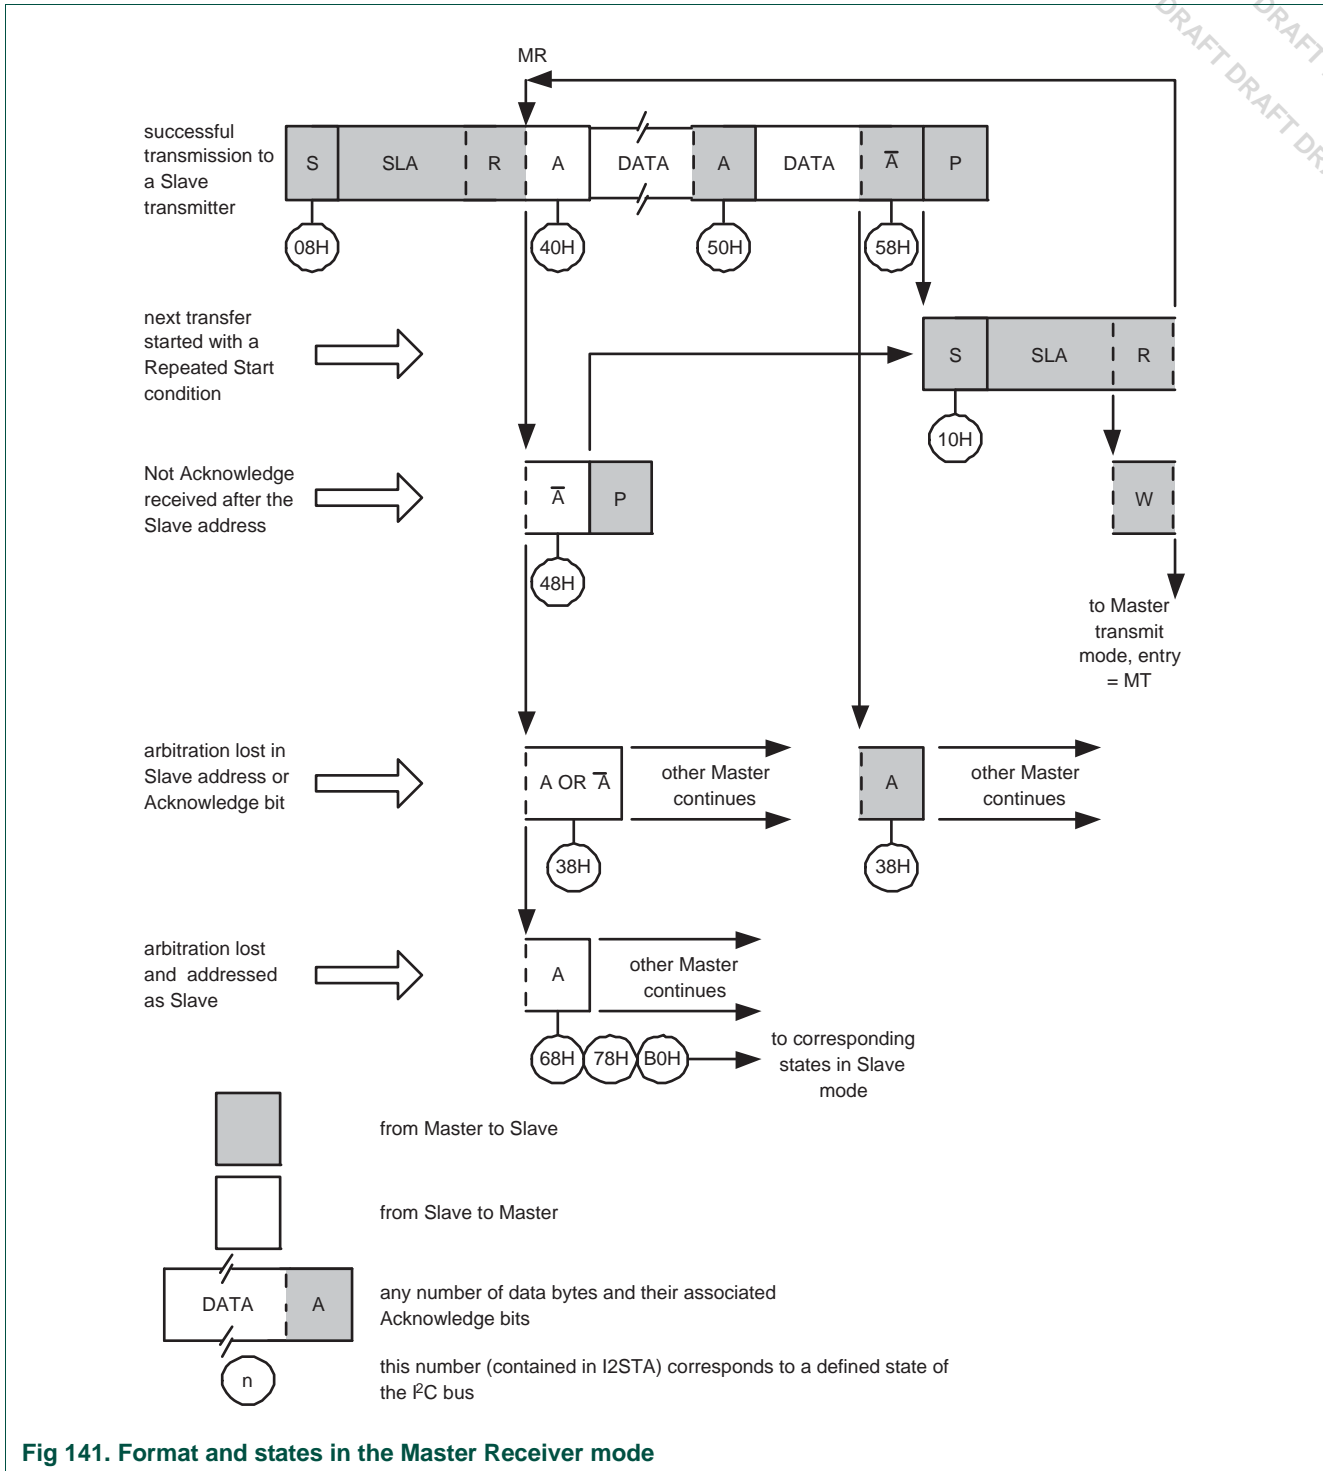 DRAFT DRAFT DRA
DRAFT
MR
successful
transmission to
a Slave
transmitter
S SLA R A DATA A DATA A̅ P
08H 40H 50H 58H
next transfer
started with a
Repeated Start
condition
S SLA R
10H
Not Acknowledge
received after the
Slave address
A̅ P
W
48H
to Master
transmit
mode, entry
= MT
arbitration lost in
Slave address or
Acknowledge bit
A OR A̅
other Master
continues
A
other Master
continues
38H 38H
arbitration lost
and addressed
as Slave
A
other Master
continues
68H 78H B0H
to corresponding
states in Slave
mode
from Master to Slave
from Slave to Master
DATA A
any number of data bytes and their associated
Acknowledge bits
n
this number (contained in I2STA) corresponds to a defined state of
the I²C bus
Fig 141. Format and states in the Master Receiver mode